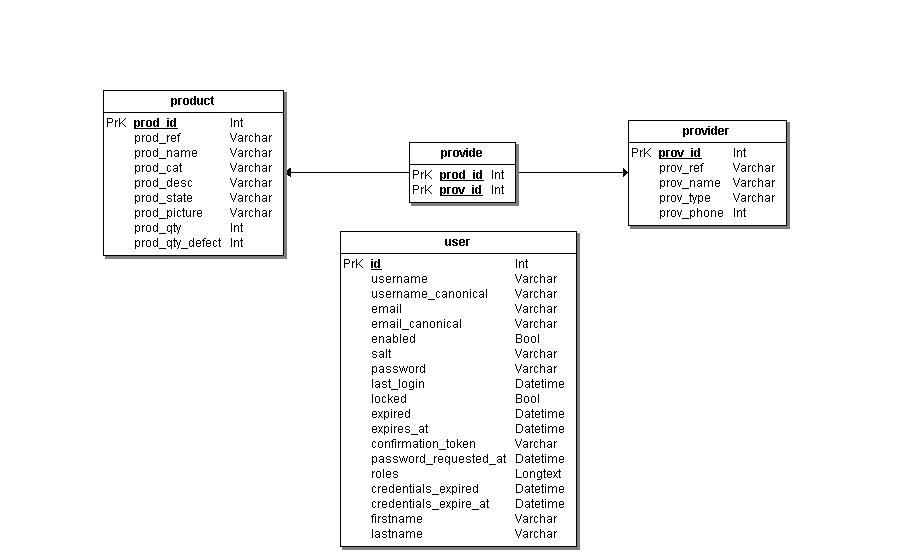 product
PrK prod_id Int
prod_ref Varchar
prod_name Varchar
prod_cat Varchar
prod_desc Varchar
prod_state Varchar
prod_picture Varchar
prod_qty Int
prod_qty_defect Int
provide
PrK prod_id Int
PrK prov_id Int
provider
PrK prov_id Int
prov_ref Varchar
prov_name Varchar
prov_type Varchar
prov_phone Int
user
PrK id Int
username Varchar
username_canonical Varchar
email Varchar
email_canonical Varchar
enabled Bool
salt Varchar
password Varchar
last_login Datetime
locked Bool
expired Datetime
expires_at Datetime
confirmation_token Varchar
password_requested_at Datetime
roles Longtext
credentials_expired Datetime
credentials_expire_at Datetime
firstname Varchar
lastname Varchar